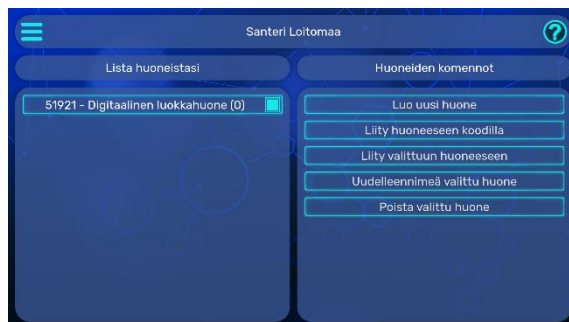 Santeri Loitomaa
?
Lista huoneistasi
51921 - Digitaalinen luokkahuone (0)
Huoneiden komennot
Luo uusi huone
Liity huoneeseen koodilla
Liity valittuun huoneeseen
Uudelleennimeä valittu huone
Poista valittu huone